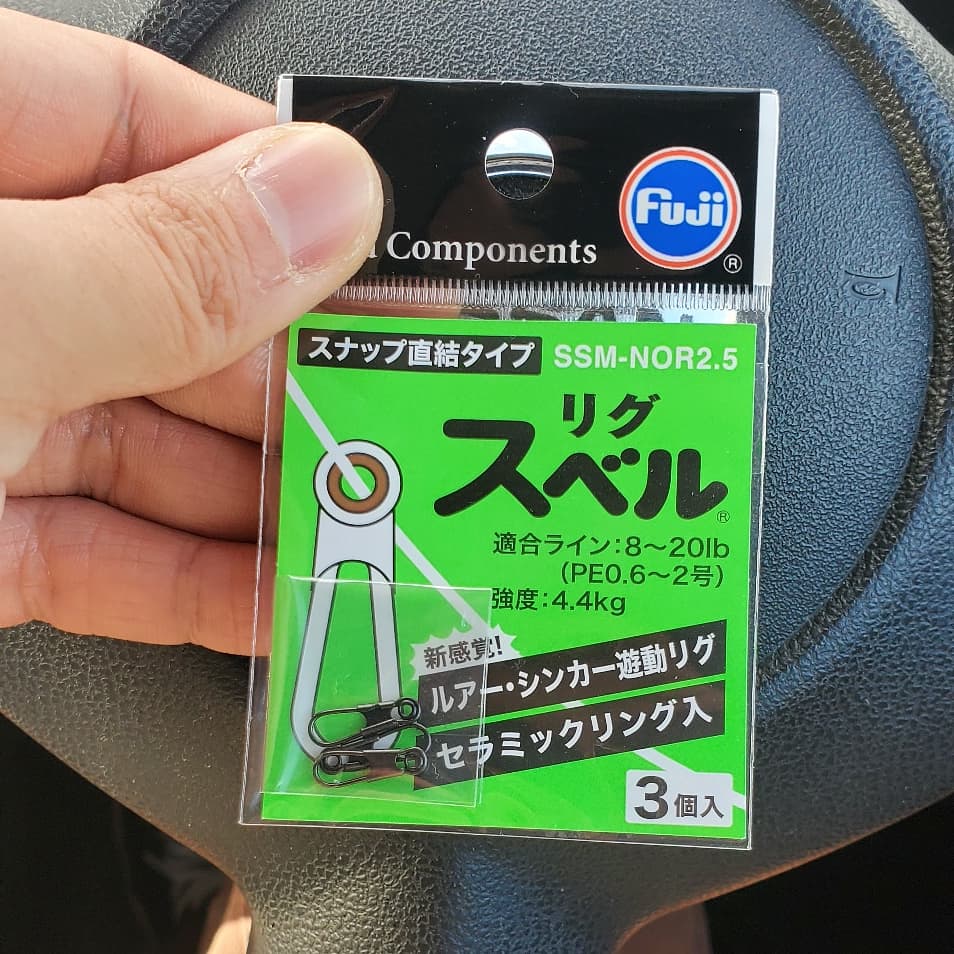 Fuji
®
Components
スナップ直結タイプ SSM-NOR2.5
リグ
スベル®
適合ライン:8～20lb
(PE0.6～2号)
強度:4.4kg
新感覚!
ルアー・シンカー遊動リグ
セラミックリング入
3個入